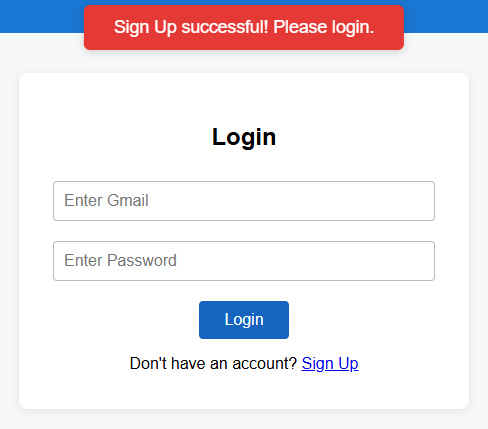 Sign Up successful! Please login.
Login
Enter Gmail
Enter Password
Login
Don't have an account? Sign Up